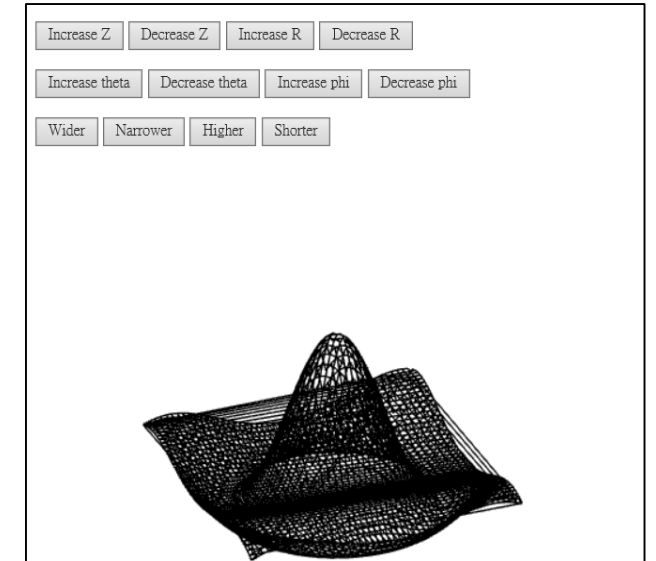 Increase Z Decrease Z Increase R Decrease R
Increase theta Decrease theta Increase phi Decrease phi
Wider Narrower Higher Shorter